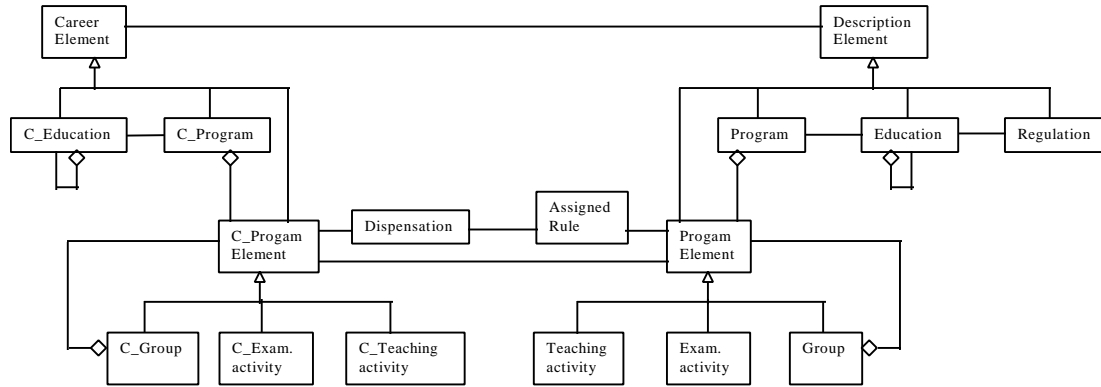 Career
Element
Description
Element
C_Education
C_Program
Program
Education
Regulation
C_Progam
Element
Dispensation
Assigned
Rule
Progam
Element
C_Group
C_Exam.
activity
C_Teaching
activity
Teaching
activity
Exam.
activity
Group